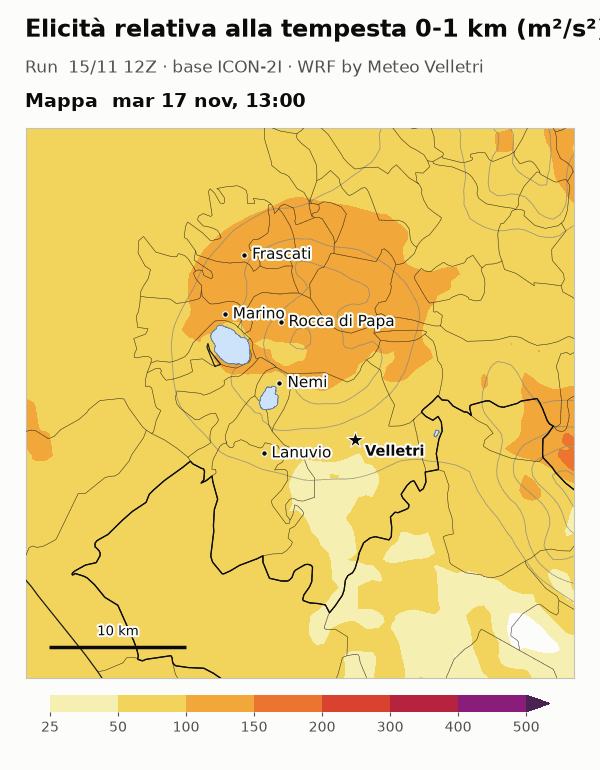 Elicità relativa alla tempesta 0-1 km (m²/s²)
Run 15/11 12Z · base ICON-2I · WRF by Meteo Velletri
Mappa mar 17 nov, 13:00
Frascati
Marino
Rocca di Papa
Nemi
Velletri
Lanuvio
10 km
25 50 100 150 200 300 400 500